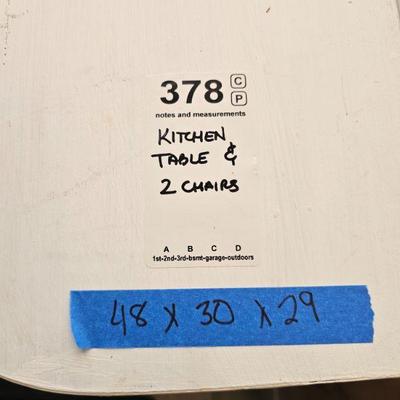 378 C
P
notes and measurements
KITCHEN
TABLE &
2 CHAIRS
A B C D
1st-2nd-3rd-bsmt-garage-outdoors
48 x 30 x 29